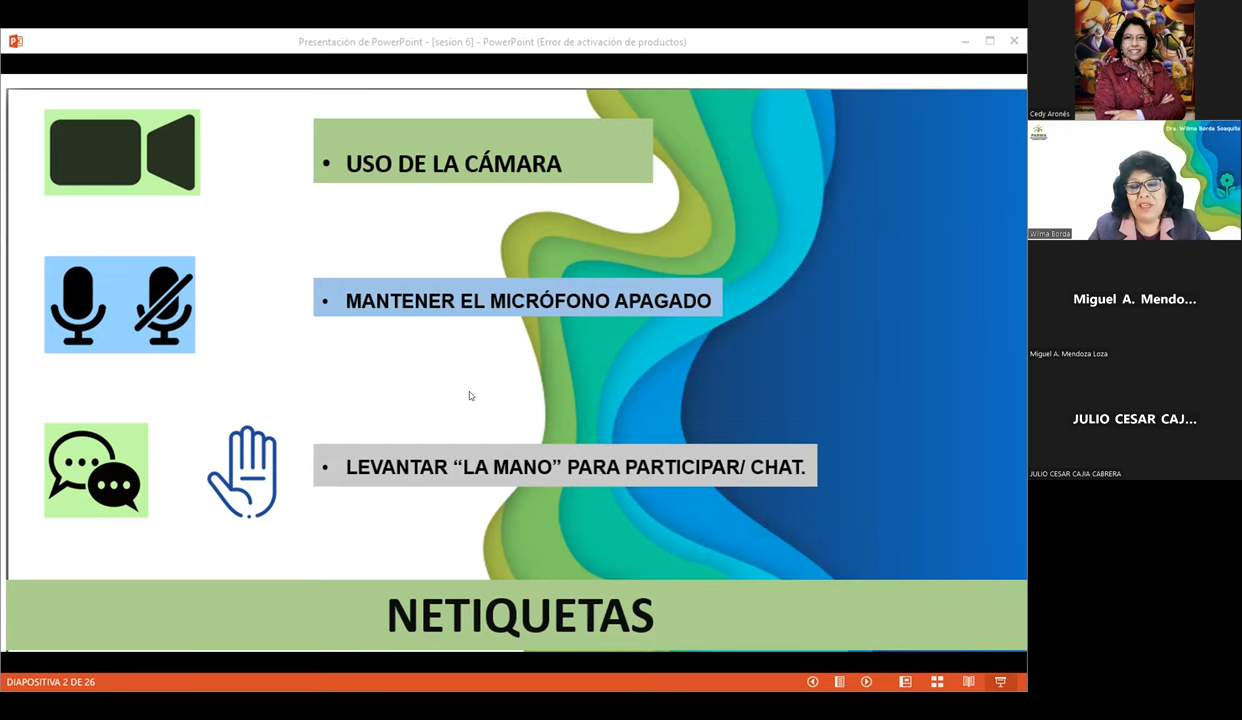 Presentación de PowerPoint - [sesion 6] - PowerPoint (Error de activación de productos)
USO DE LA CÁMARA
MANTENER EL MICRÓFONO APAGADO
LEVANTAR “LA MANO” PARA PARTICIPAR/ CHAT.
NETIQUETAS
DIAPOSITIVA 2 DE 26
Cedy Aronés
Dra. Wilma Borda Soaquita
Wilma Borda
Miguel A. Mendo...
Miguel A. Mendoza Loza
JULIO CESAR CAJ...
JULIO CESAR CAJIA CABRERA